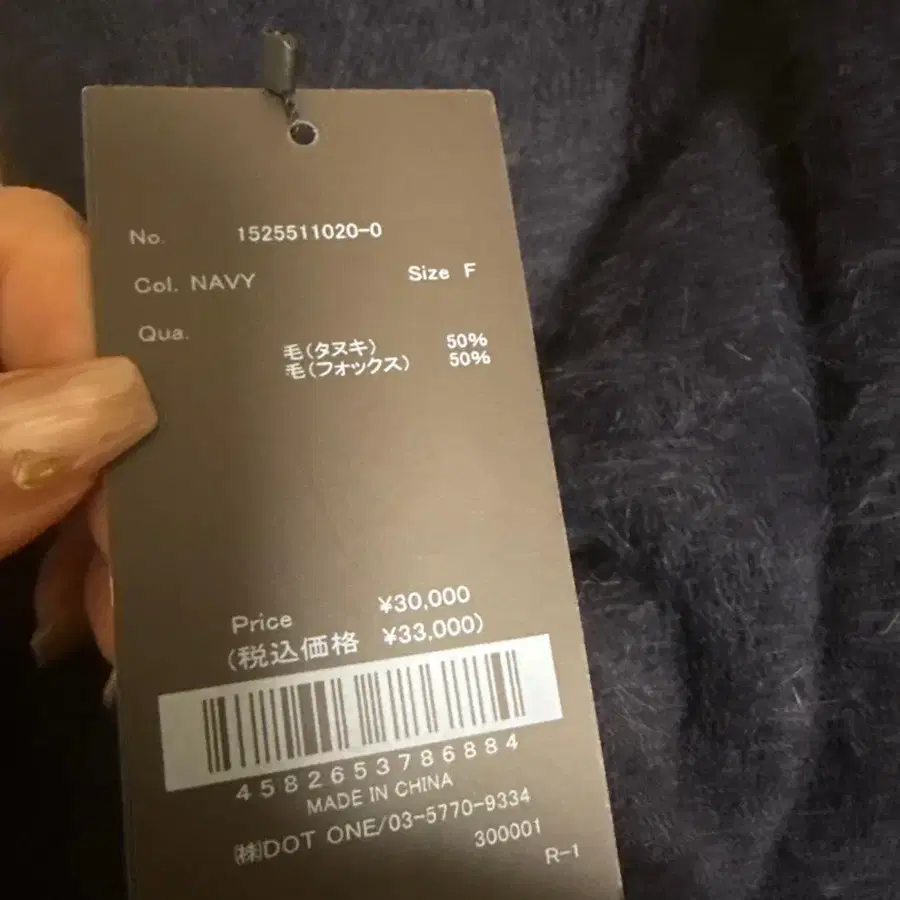 No. 1525511020-0
Col. NAVY Size F
Qua.
毛(タヌキ) 50%
毛(フォックス) 50%
Price ¥30,000
(税込価格 ¥33,000)
4582653786884
MADE IN CHINA
㈱DOT ONE/03-5770-9334
300001
R-1